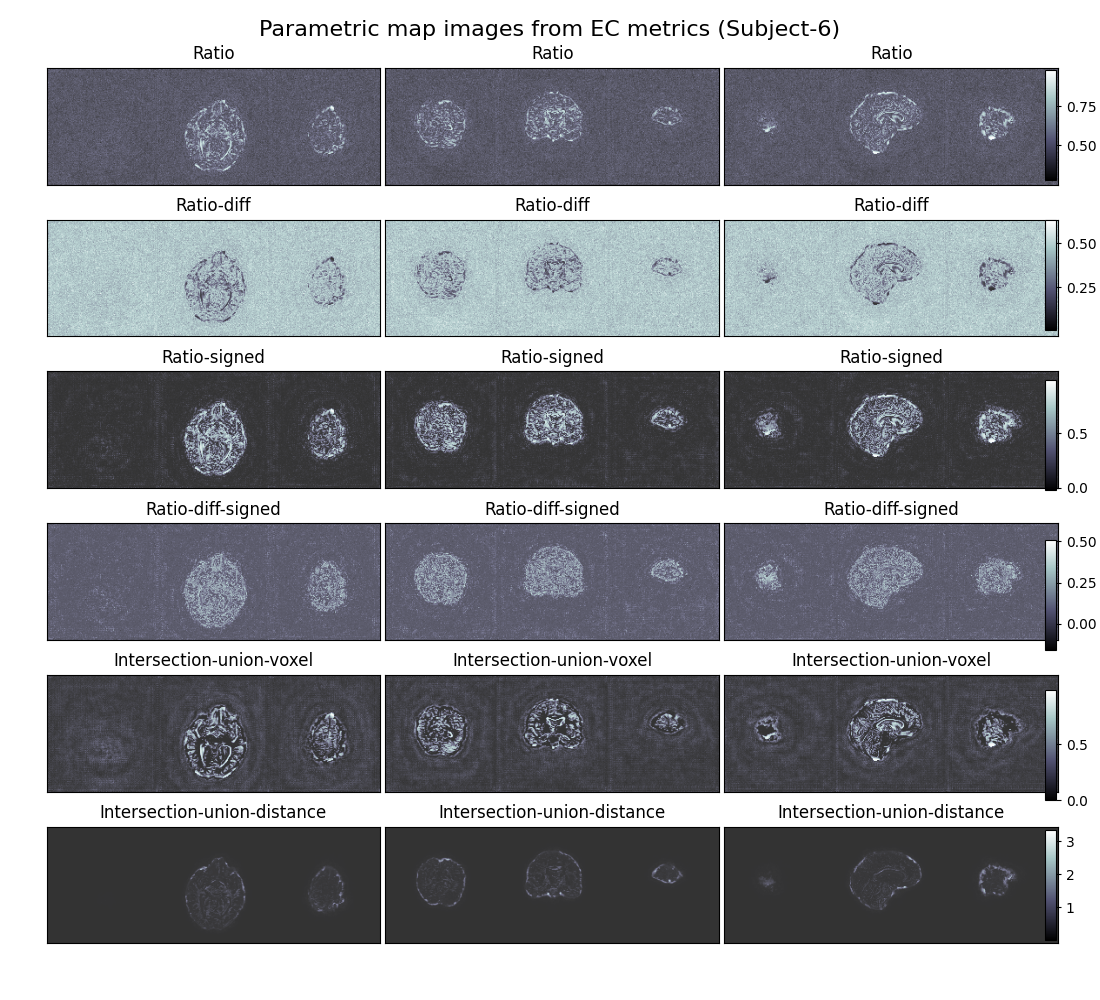 Parametric map images from EC metrics (Subject-6)
Ratio Ratio Ratio
0.75
0.50
Ratio-diff Ratio-diff Ratio-diff
0.50
0.25
Ratio-signed Ratio-signed Ratio-signed
0.5
0.0
Ratio-diff-signed Ratio-diff-signed Ratio-diff-signed
0.50
0.25
0.00
Intersection-union-voxel Intersection-union-voxel Intersection-union-voxel
0.5
0.0
Intersection-union-distance Intersection-union-distance Intersection-union-distance
3
2
1